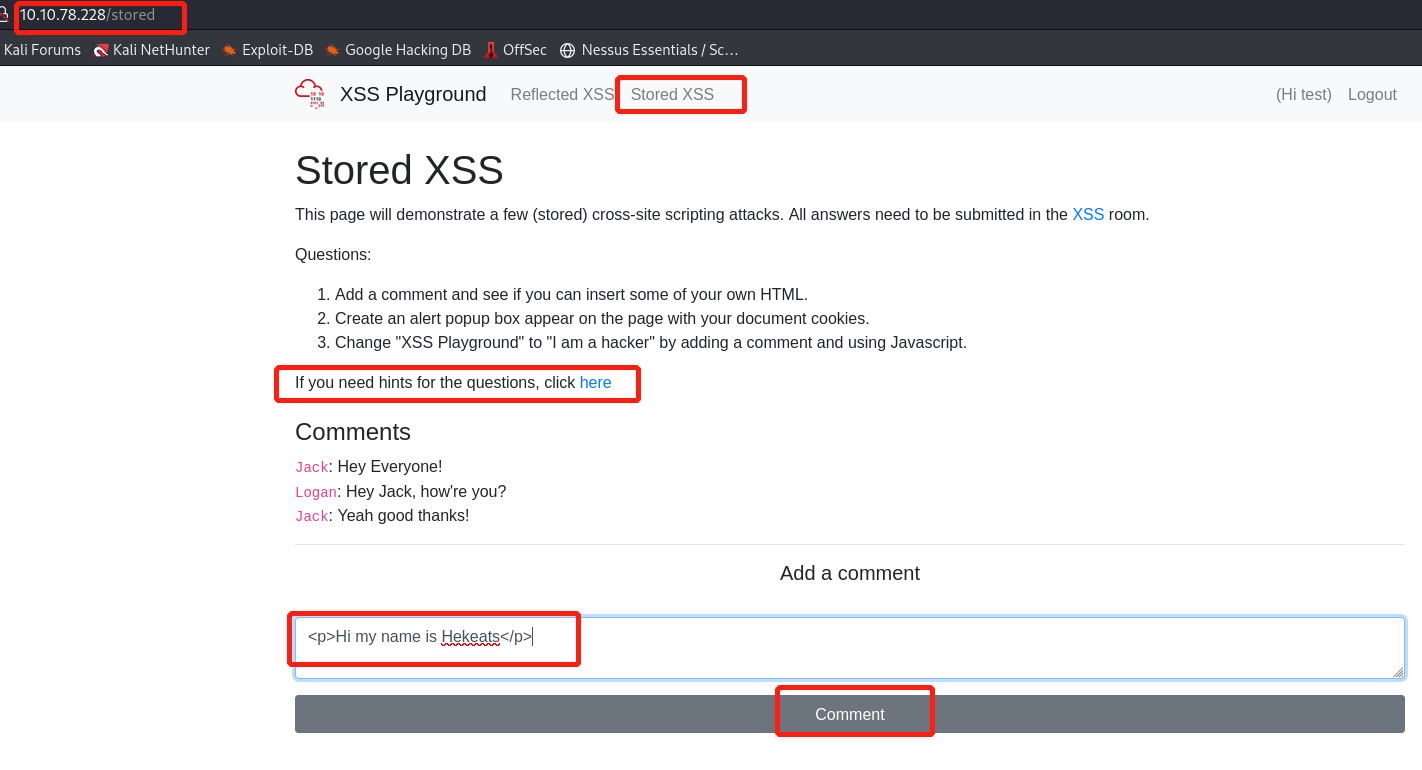 10.10.78.228/stored
Kali Forums Kali NetHunter Exploit-DB Google Hacking DB OffSec Nessus Essentials / Sc…
XSS Playground Reflected XSS Stored XSS (Hi test) Logout
Stored XSS
This page will demonstrate a few (stored) cross-site scripting attacks. All answers need to be submitted in the XSS room.
Questions:
1. Add a comment and see if you can insert some of your own HTML.
2. Create an alert popup box appear on the page with your document cookies.
3. Change "XSS Playground" to "I am a hacker" by adding a comment and using Javascript.
If you need hints for the questions, click here
Comments
Jack: Hey Everyone!
Logan: Hey Jack, how're you?
Jack: Yeah good thanks!
Add a comment
<p>Hi my name is Hekeats</p>
Comment